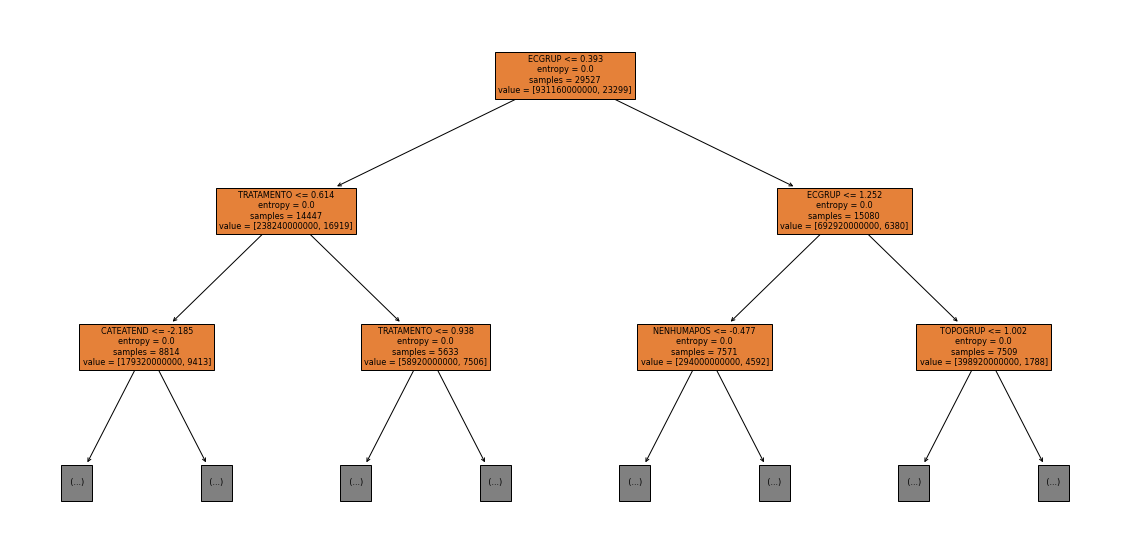 ECGRUP <= 0.393
entropy = 0.0
samples = 29527
value = [931160000000, 23299]
TRATAMENTO <= 0.614
entropy = 0.0
samples = 14447
value = [238240000000, 16919]
ECGRUP <= 1.252
entropy = 0.0
samples = 15080
value = [692920000000, 6380]
CATEATEND <= -2.185
entropy = 0.0
samples = 8814
value = [179320000000, 9413]
TRATAMENTO <= 0.938
entropy = 0.0
samples = 5633
value = [58920000000, 7506]
NENHUMAPOS <= -0.477
entropy = 0.0
samples = 7571
value = [294000000000, 4592]
TOPOGRUP <= 1.002
entropy = 0.0
samples = 7509
value = [398920000000, 1788]
(...)
(...)
(...)
(...)
(...)
(...)
(...)
(...)